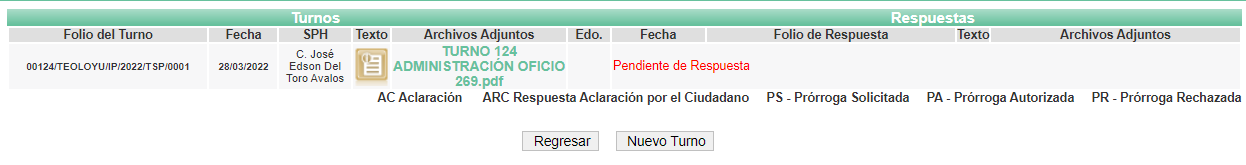 Turnos Respuestas
Folio del Turno Fecha SPH Texto Archivos Adjuntos Edo. Fecha Folio de Respuesta Texto Archivos Adjuntos
00124/TEOLOYU/IP/2022/TSP/0001 28/03/2022 C. José Edson Del Toro Avalos TURNO 124 ADMINISTRACIÓN OFICIO 269.pdf Pendiente de Respuesta
AC Aclaración ARC Respuesta Aclaración por el Ciudadano PS - Prórroga Solicitada PA - Prórroga Autorizada PR - Prórroga Rechazada
Regresar Nuevo Turno